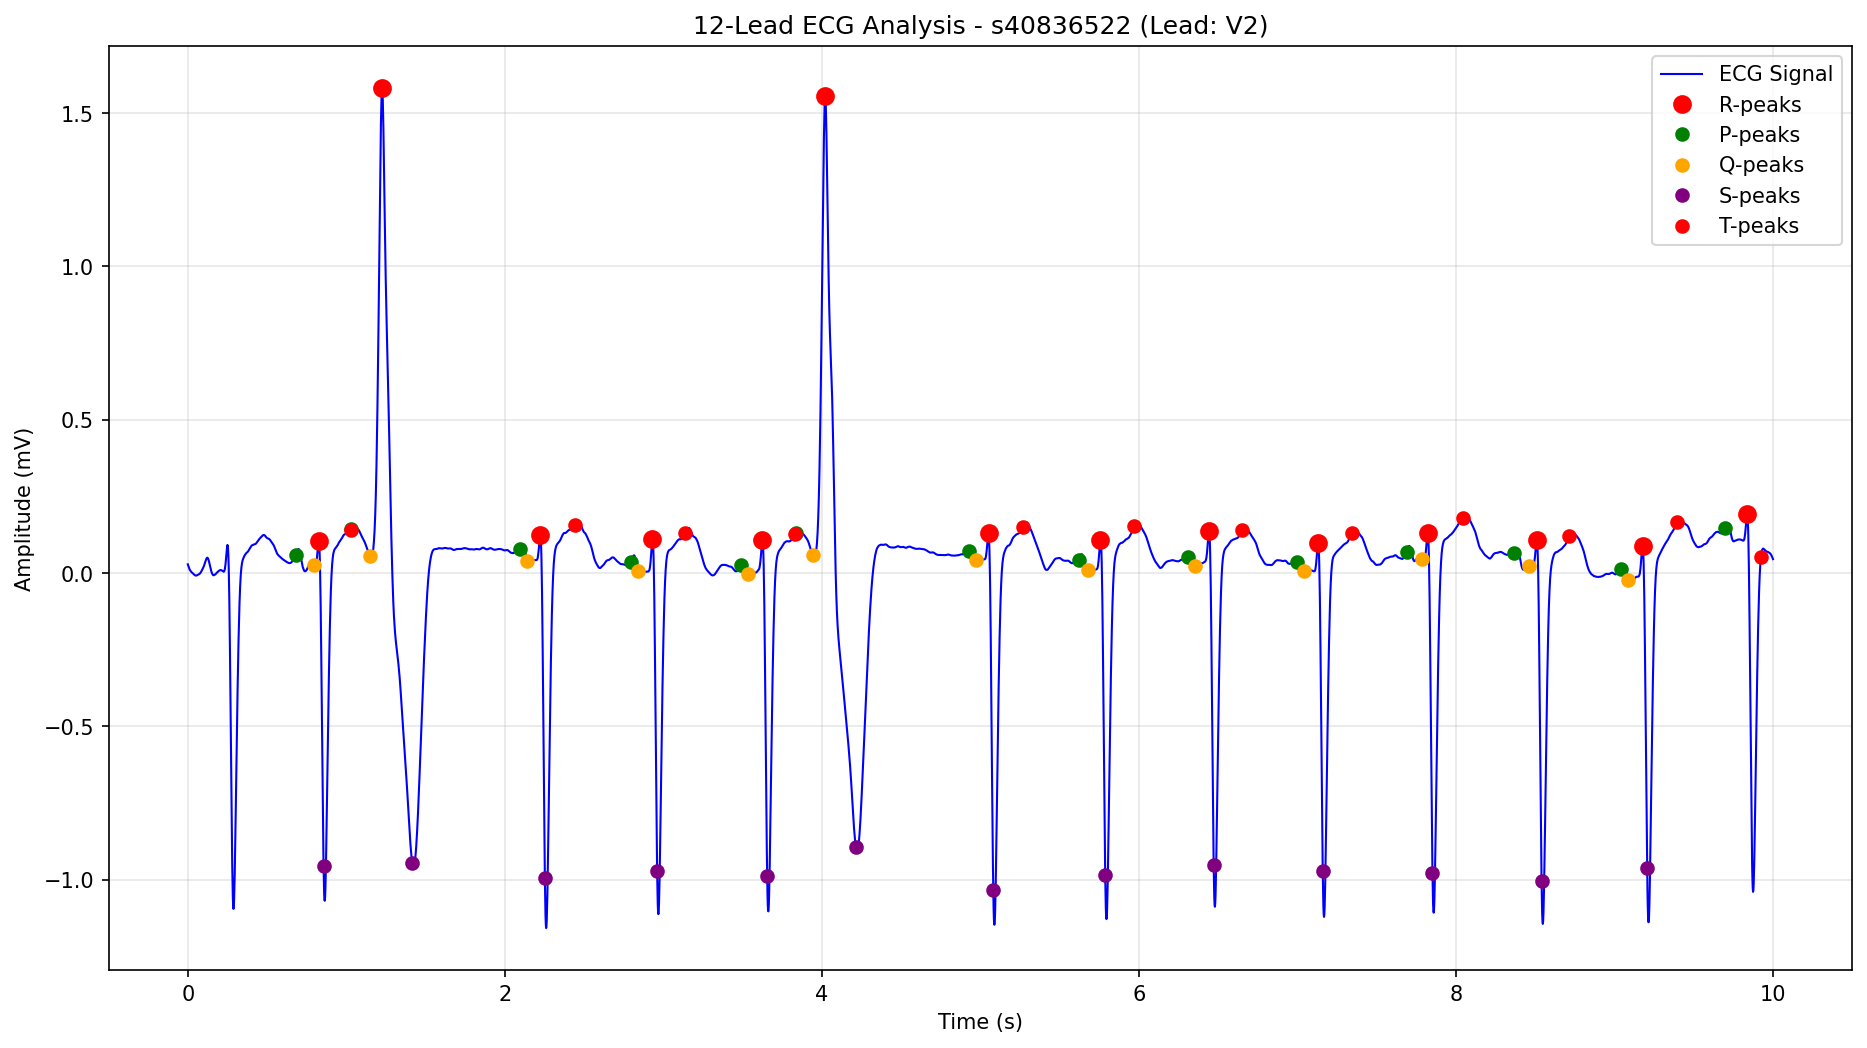 12-Lead ECG Analysis - s40836522 (Lead: V2)
ECG Signal
R-peaks
P-peaks
Q-peaks
S-peaks
T-peaks
Amplitude (mV)
1.5
1.0
0.5
0.0
−0.5
−1.0
0 2 4 6 8 10
Time (s)